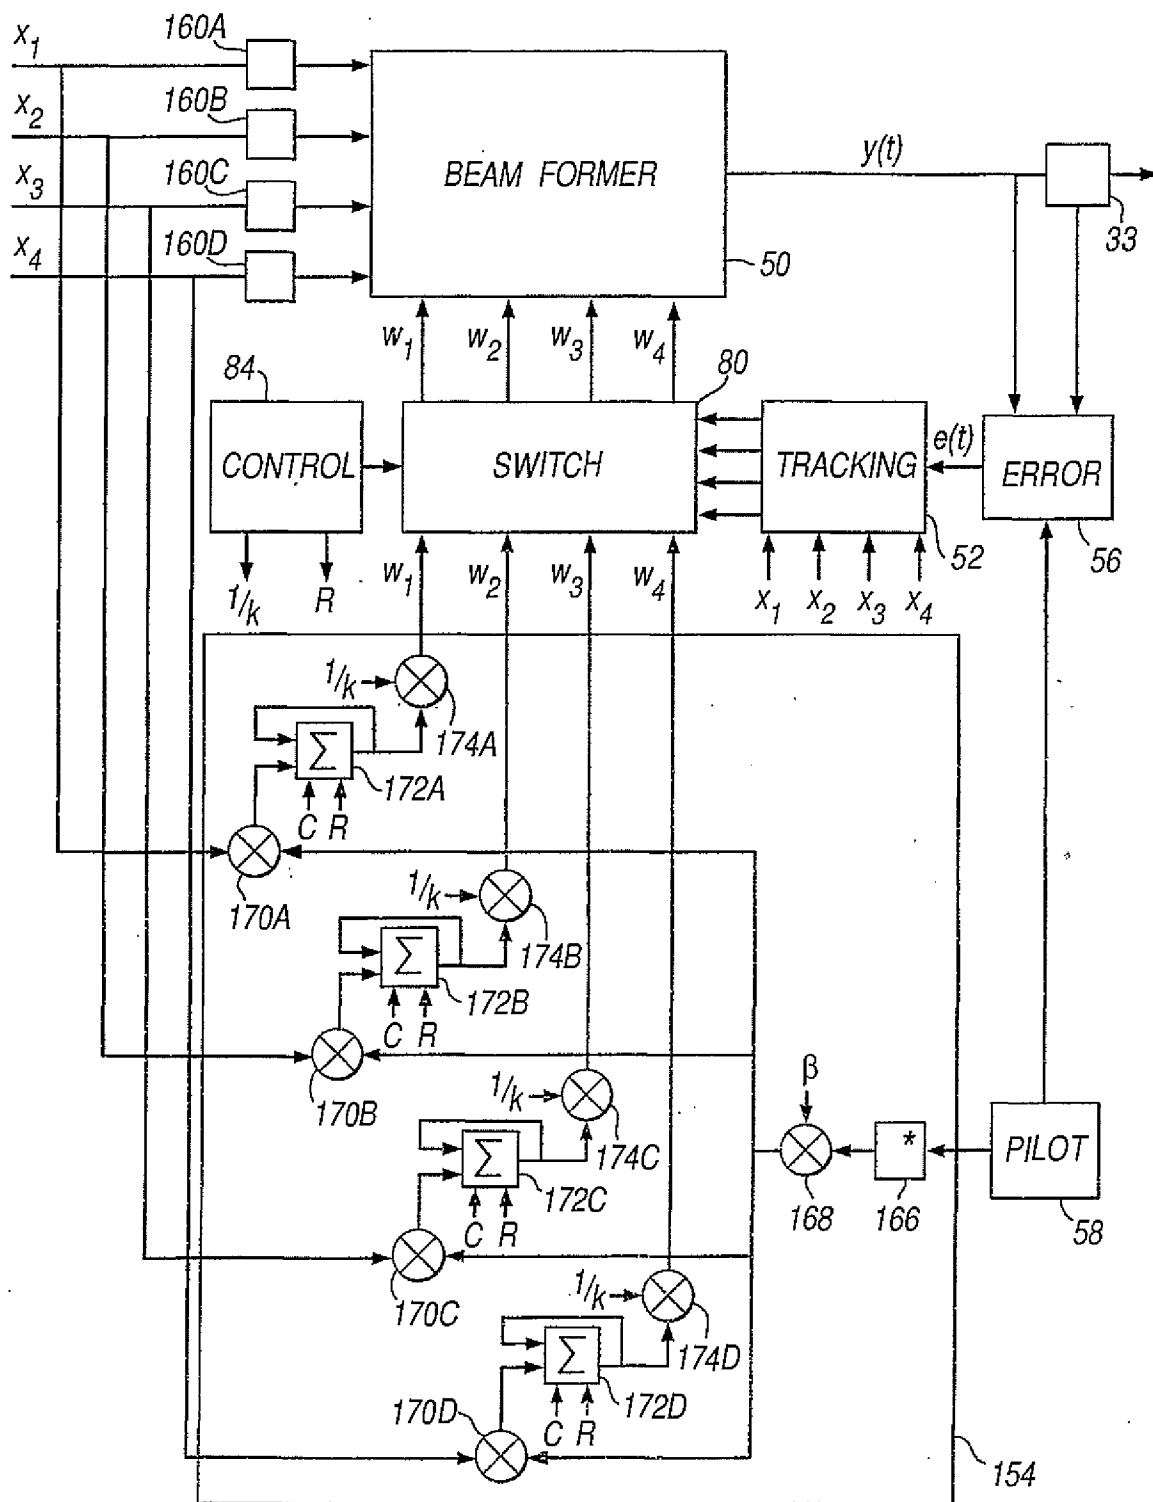 x1 160A
x2 160B
x3 160C
x4 160D
BEAM FORMER
y(t)
33
50
w1 w2 w3 w4
84
80
CONTROL SWITCH TRACKING e(t) ERROR
52
56
1/k R
w1 w2 w3 w4
x1 x2 x3 x4
1/k
174A
Σ
172A
C R
170A
1/k
174B
Σ
172B
C R
170B
1/k
174C
Σ
172C
C R
170C
β
*
PILOT
168 166 58
1/k
174D
Σ
172D
C R
170D
154